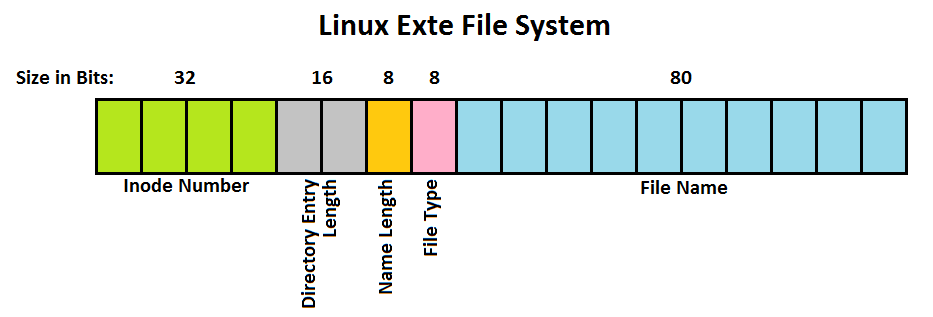 Linux Exte File System
Size in Bits: 32 16 8 8 80
Inode Number
Directory Entry
Length
Name Length
File Type
File Name